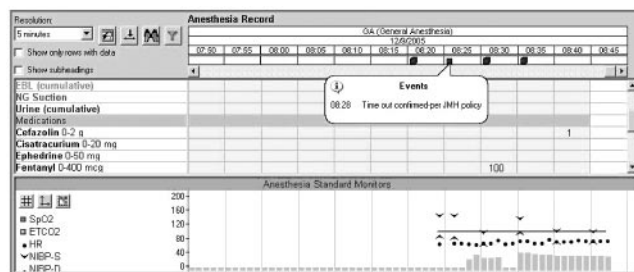 Resolution:
Anesthesia Record
5 minutes
GA (General Anesthesia)
12/9/2005
07:50 07:55 08:00 08:05 08:10 08:15 08:20 08:25 08:30 08:35 08:40 08:45
Show only rows with data
Show subheadings
Events
08:28 Time out confirmed per JMH policy
EBL (cumulative)
NG Suction
Urine (cumulative)
Medications
Cefazolin 0-2 g 1
Cisatracurium 0-20 mg
Ephedrine 0-50 mg
Fentanyl 0-400 mcg 100
Anesthesia Standard Monitors
200
160
120
80
40
0
SpO2
ETCO2
HR
NIBP-S
NIBP-D